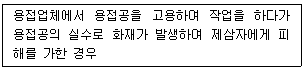 용접업체에서 용접공을 고용하여 작업을 하다가
용접공의 실수로 화재가 발생하여 제삼자에게 피
해를 가한 경우